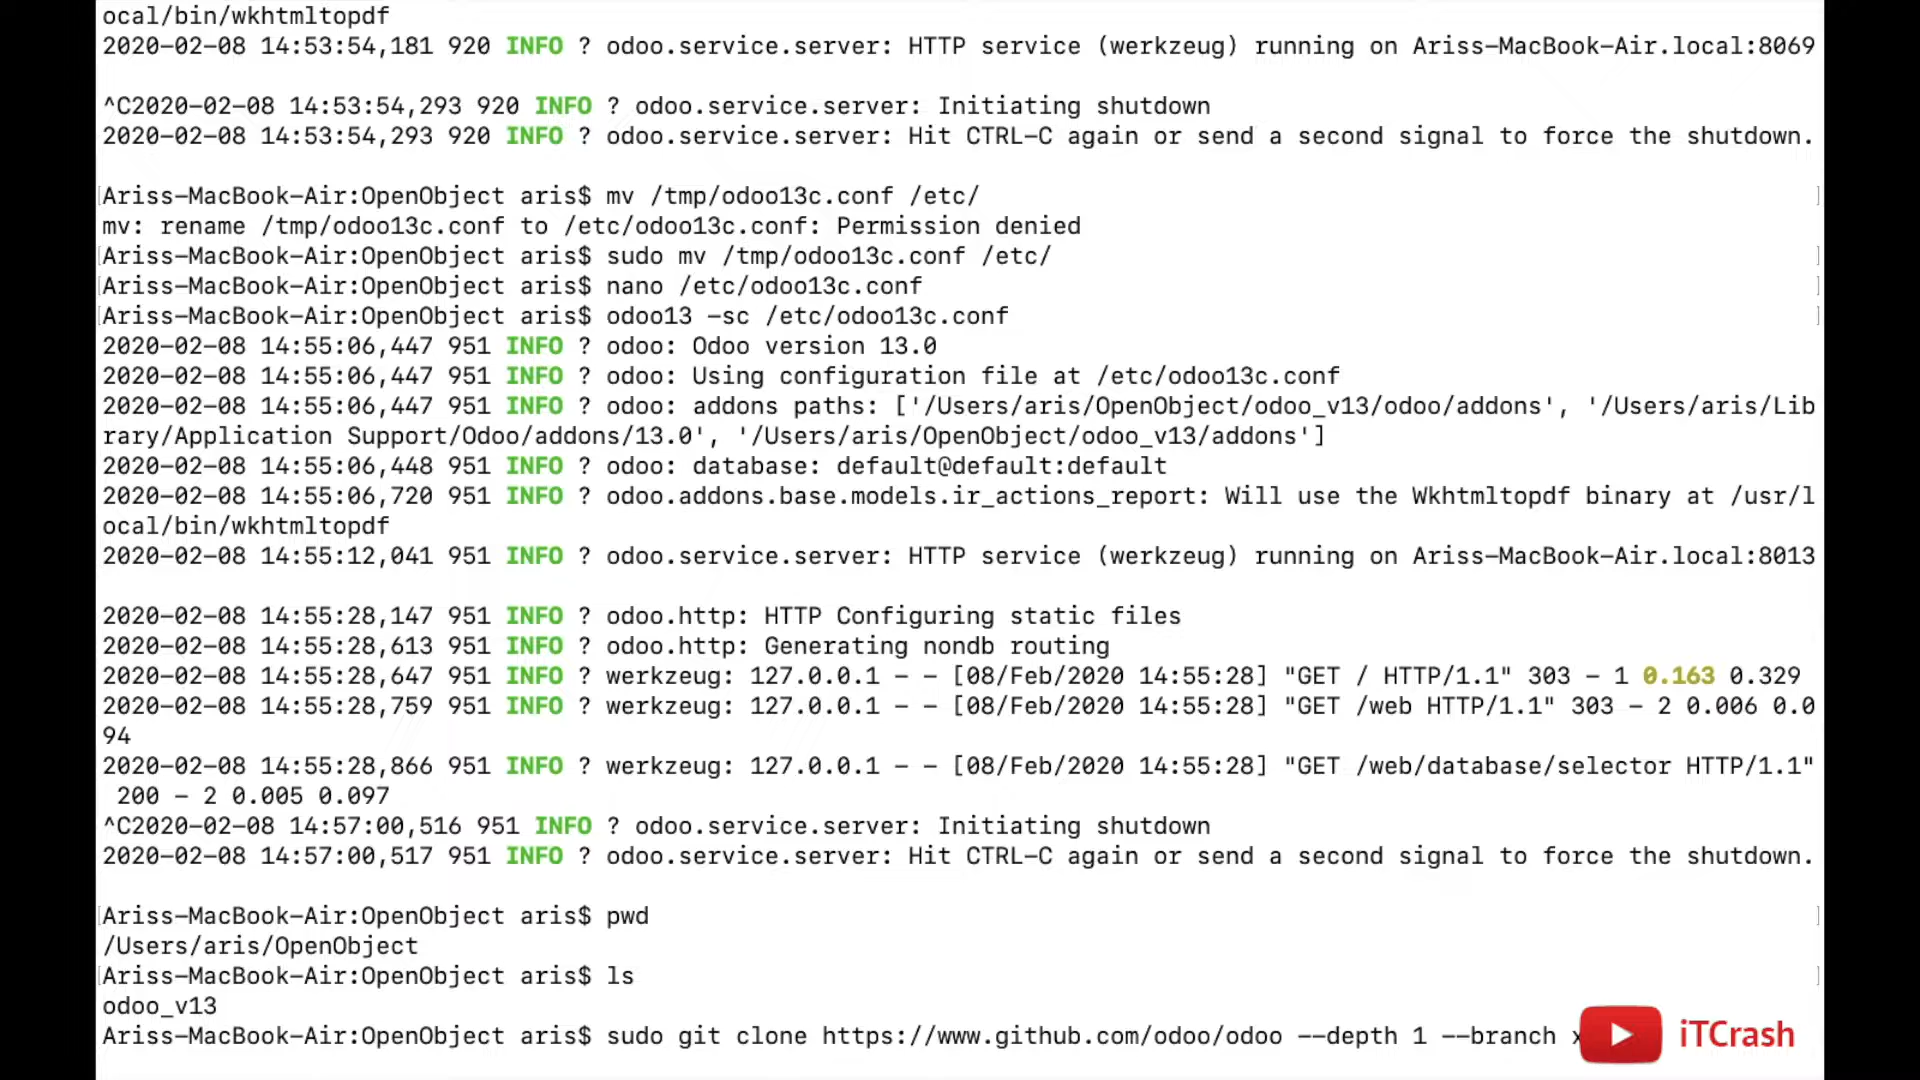 ocal/bin/wkhtmltopdf
2020-02-08 14:53:54,181 920 INFO ? odoo.service.server: HTTP service (werkzeug) running on Ariss-MacBook-Air.local:8069
^C2020-02-08 14:53:54,293 920 INFO ? odoo.service.server: Initiating shutdown
2020-02-08 14:53:54,293 920 INFO ? odoo.service.server: Hit CTRL-C again or send a second signal to force the shutdown.
[Ariss-MacBook-Air:OpenObject aris$ mv /tmp/odoo13c.conf /etc/ ]
mv: rename /tmp/odoo13c.conf to /etc/odoo13c.conf: Permission denied
[Ariss-MacBook-Air:OpenObject aris$ sudo mv /tmp/odoo13c.conf /etc/ ]
[Ariss-MacBook-Air:OpenObject aris$ nano /etc/odoo13c.conf ]
[Ariss-MacBook-Air:OpenObject aris$ odoo13 -sc /etc/odoo13c.conf ]
2020-02-08 14:55:06,447 951 INFO ? odoo: Odoo version 13.0
2020-02-08 14:55:06,447 951 INFO ? odoo: Using configuration file at /etc/odoo13c.conf
2020-02-08 14:55:06,447 951 INFO ? odoo: addons paths: ['/Users/aris/OpenObject/odoo_v13/odoo/addons', '/Users/aris/Lib
rary/Application Support/Odoo/addons/13.0', '/Users/aris/OpenObject/odoo_v13/addons']
2020-02-08 14:55:06,448 951 INFO ? odoo: database: default@default:default
2020-02-08 14:55:06,720 951 INFO ? odoo.addons.base.models.ir_actions_report: Will use the Wkhtmltopdf binary at /usr/l
ocal/bin/wkhtmltopdf
2020-02-08 14:55:12,041 951 INFO ? odoo.service.server: HTTP service (werkzeug) running on Ariss-MacBook-Air.local:8013
2020-02-08 14:55:28,147 951 INFO ? odoo.http: HTTP Configuring static files
2020-02-08 14:55:28,613 951 INFO ? odoo.http: Generating nondb routing
2020-02-08 14:55:28,647 951 INFO ? werkzeug: 127.0.0.1 - - [08/Feb/2020 14:55:28] "GET / HTTP/1.1" 303 - 1 0.163 0.329
2020-02-08 14:55:28,759 951 INFO ? werkzeug: 127.0.0.1 - - [08/Feb/2020 14:55:28] "GET /web HTTP/1.1" 303 - 2 0.006 0.0
94
2020-02-08 14:55:28,866 951 INFO ? werkzeug: 127.0.0.1 - - [08/Feb/2020 14:55:28] "GET /web/database/selector HTTP/1.1"
 200 - 2 0.005 0.097
^C2020-02-08 14:57:00,516 951 INFO ? odoo.service.server: Initiating shutdown
2020-02-08 14:57:00,517 951 INFO ? odoo.service.server: Hit CTRL-C again or send a second signal to force the shutdown.
[Ariss-MacBook-Air:OpenObject aris$ pwd ]
/Users/aris/OpenObject
[Ariss-MacBook-Air:OpenObject aris$ ls ]
odoo_v13
Ariss-MacBook-Air:OpenObject aris$ sudo git clone https://www.github.com/odoo/odoo --depth 1 --branch
iTCrash